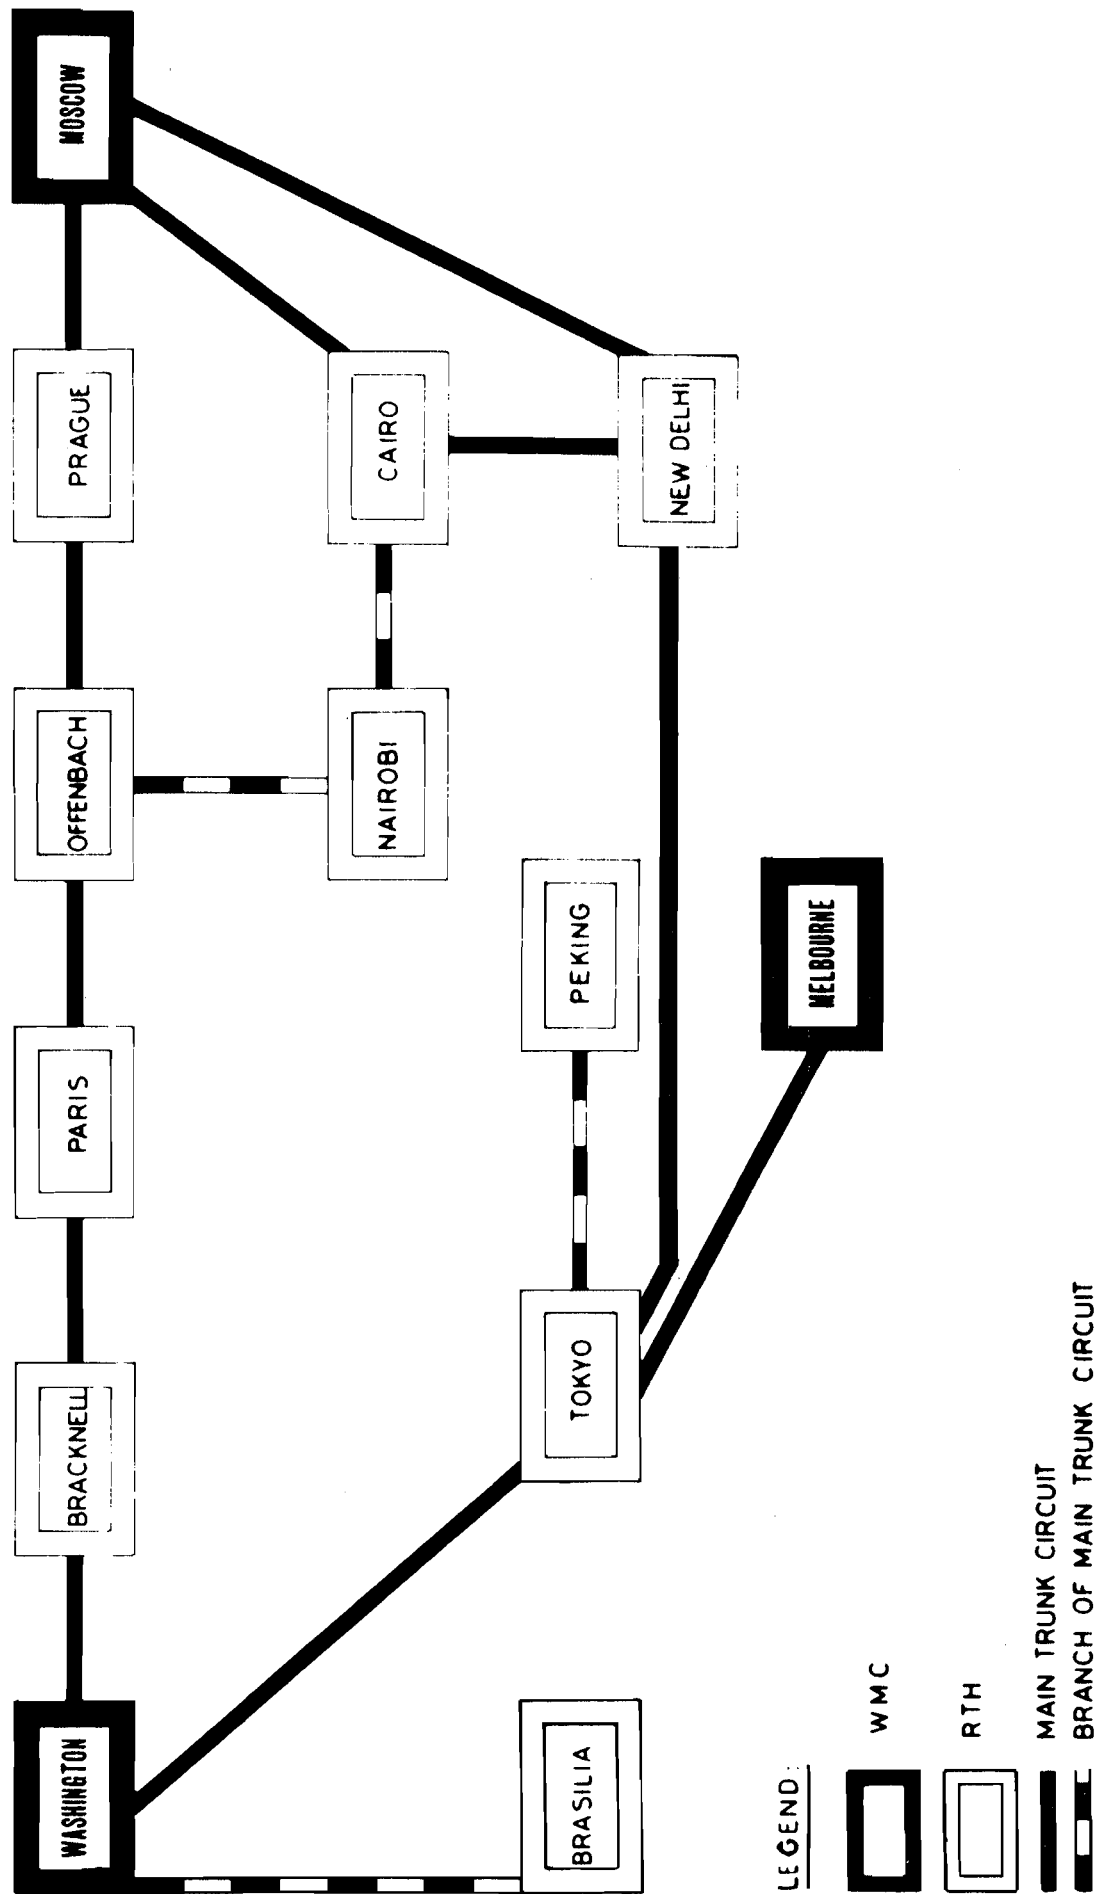 WASHINGTON
BRACKNELL
PARIS
OFFENBACH
PRAGUE
MOSCOW
NAIROBI
CAIRO
BRASILIA
TOKYO
PEKING
NEW DELHI
MELBOURNE
LEGEND:
WMC
RTH
MAIN TRUNK CIRCUIT
BRANCH OF MAIN TRUNK CIRCUIT